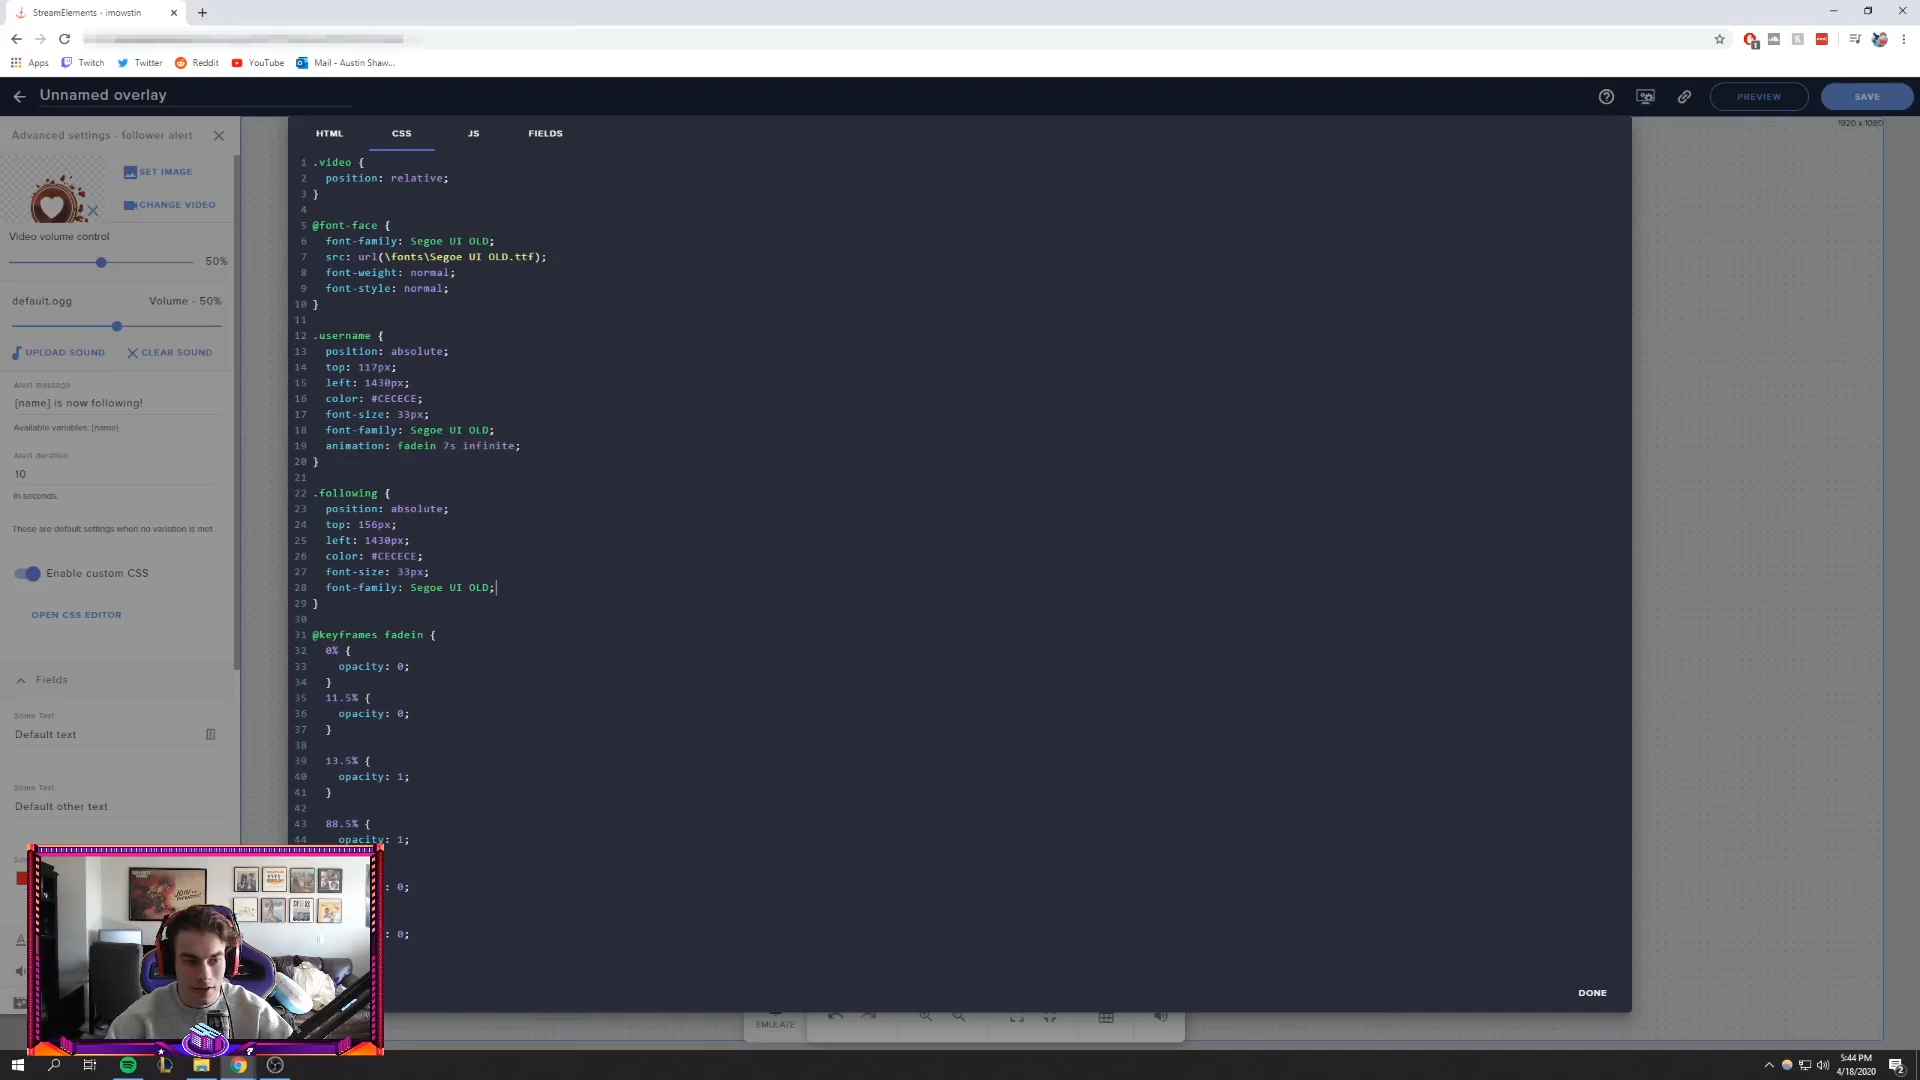 StreamElements - imowstin
Apps
Twitch
Twitter
Reddit
YouTube
Mail - Austin Shaw...
Unnamed overlay
PREVIEW
SAVE
1920 x 1080
Advanced settings - follower alert
SET IMAGE
CHANGE VIDEO
Video volume control
50%
default.ogg
Volume - 50%
UPLOAD SOUND
CLEAR SOUND
Alert message
{name} is now following!
Available variables: {name}
Alert duration
10
In seconds.
These are default settings when no variation is met
Enable custom CSS
OPEN CSS EDITOR
Fields
Some Text
Default text
Some Text
Default other text
HTML
CSS
JS
FIELDS
1 .video {
2 position: relative;
3 }
4
5 @font-face {
6 font-family: Segoe UI OLD;
7 src: url(\fonts\Segoe UI OLD.ttf);
8 font-weight: normal;
9 font-style: normal;
10 }
11
12 .username {
13 position: absolute;
14 top: 117px;
15 left: 1430px;
16 color: #CECECE;
17 font-size: 33px;
18 font-family: Segoe UI OLD;
19 animation: fadein 7s infinite;
20 }
21
22 .following {
23 position: absolute;
24 top: 156px;
25 left: 1430px;
26 color: #CECECE;
27 font-size: 33px;
28 font-family: Segoe UI OLD;
29 }
30
31 @keyframes fadein {
32 0% {
33 opacity: 0;
34 }
35 11.5% {
36 opacity: 0;
37 }
38
39 13.5% {
40 opacity: 1;
41 }
42
43 88.5% {
44 opacity: 1;
: 0;
: 0;
DONE
EMULATE
5:44 PM
4/18/2020